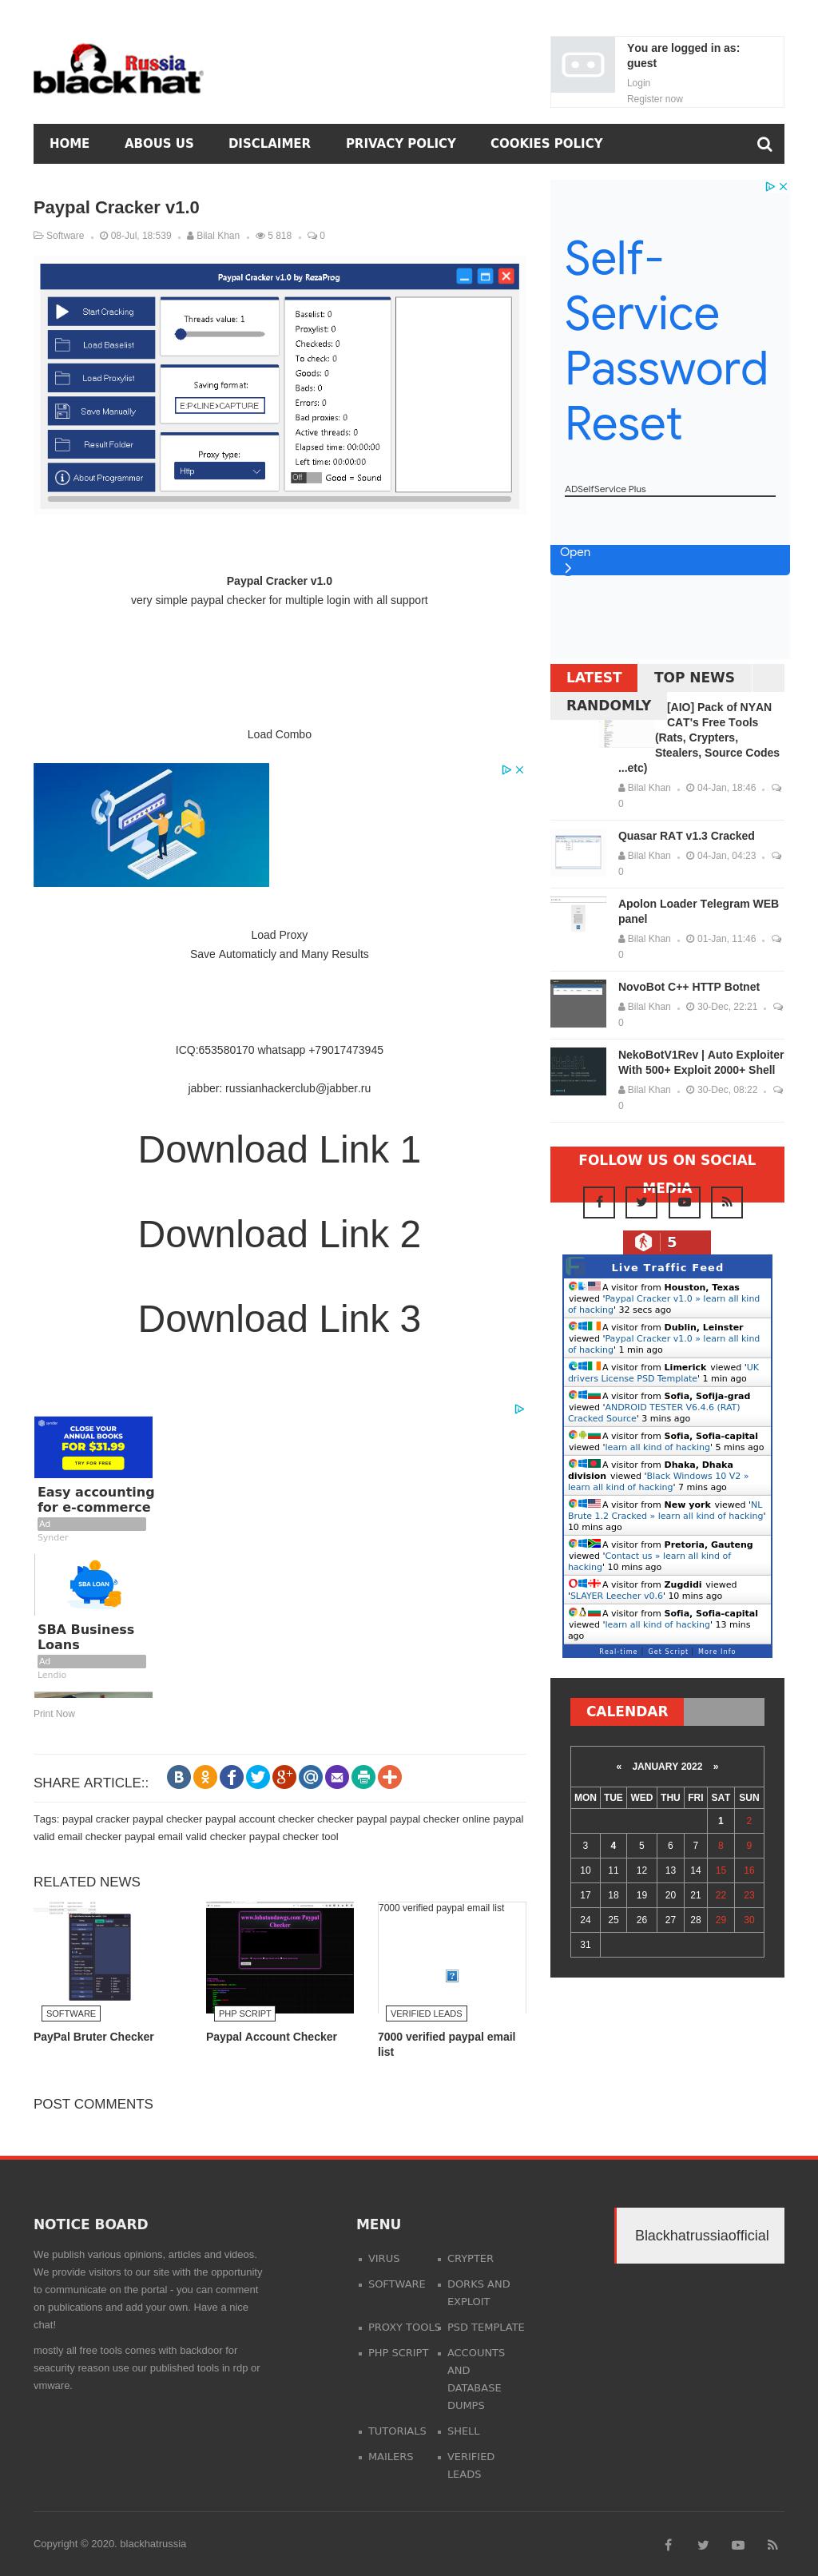 Russia
blackhat
You are logged in as:
guest
Login
Register now
HOME
ABOUS US
DISCLAIMER
PRIVACY POLICY
COOKIES POLICY
Paypal Cracker v1.0
Software
08-Jul, 18:539
Bilal Khan
5 818
0
Paypal Cracker v1.0 by RezaProg
Start Cracking
Load Baselist
Load Proxylist
Save Manually
Result Folder
About Programmer
Threads value: 1
Saving format:
E:P<LINE>CAPTURE
Proxy type:
Http
Baselist: 0
Proxylist: 0
Checkeds: 0
To check: 0
Goods: 0
Bads: 0
Errors: 0
Bad proxies: 0
Active threads: 0
Elapsed time: 00:00:00
Left time: 00:00:00
Off
Good = Sound
Paypal Cracker v1.0
very simple paypal checker for multiple login with all support
Load Combo
Load Proxy
Save Automaticly and Many Results
ICQ:653580170 whatsapp +79017473945
jabber: russianhackerclub@jabber.ru
Download Link 1
Download Link 2
Download Link 3
CLOSE YOUR
ANNUAL BOOKS
FOR $31.99
TRY FOR FREE
Easy accounting
for e-commerce
Ad
Synder
SBA LOAN
SBA Business
Loans
Ad
Lendio
Print Now
SHARE ARTICLE::
Tags: paypal cracker paypal checker paypal account checker checker paypal paypal checker online paypal
valid email checker paypal email valid checker paypal checker tool
RELATED NEWS
SOFTWARE
PayPal Bruter Checker
PHP SCRIPT
Paypal Account Checker
7000 verified paypal email list
VERIFIED LEADS
7000 verified paypal email
list
POST COMMENTS
Self-
Service
Password
Reset
ADSelfService Plus
Open
LATEST
TOP NEWS
RANDOMLY
[AIO] Pack of NYAN
CAT's Free Tools
(Rats, Crypters,
Stealers, Source Codes
...etc)
Bilal Khan
04-Jan, 18:46
0
Quasar RAT v1.3 Cracked
Bilal Khan
04-Jan, 04:23
0
Apolon Loader Telegram WEB
panel
Bilal Khan
01-Jan, 11:46
0
NovoBot C++ HTTP Botnet
Bilal Khan
30-Dec, 22:21
0
NekoBotV1Rev | Auto Exploiter
With 500+ Exploit 2000+ Shell
Bilal Khan
30-Dec, 08:22
0
FOLLOW US ON SOCIAL
MEDIA
5
Live Traffic Feed
A visitor from Houston, Texas
viewed 'Paypal Cracker v1.0 » learn all kind
of hacking' 32 secs ago
A visitor from Dublin, Leinster
viewed 'Paypal Cracker v1.0 » learn all kind
of hacking' 1 min ago
A visitor from Limerick viewed 'UK
drivers License PSD Template' 1 min ago
A visitor from Sofia, Sofija-grad
viewed 'ANDROID TESTER V6.4.6 (RAT)
Cracked Source' 3 mins ago
A visitor from Sofia, Sofia-capital
viewed 'learn all kind of hacking' 5 mins ago
A visitor from Dhaka, Dhaka
division viewed 'Black Windows 10 V2 »
learn all kind of hacking' 7 mins ago
A visitor from New york viewed 'NL
Brute 1.2 Cracked » learn all kind of hacking'
10 mins ago
A visitor from Pretoria, Gauteng
viewed 'Contact us » learn all kind of
hacking' 10 mins ago
A visitor from Zugdidi viewed
'SLAYER Leecher v0.6' 10 mins ago
A visitor from Sofia, Sofia-capital
viewed 'learn all kind of hacking' 13 mins
ago
Real-time
Get Script
More Info
CALENDAR
« JANUARY 2022 »
MON TUE WED THU FRI SAT SUN
1 2
3 4 5 6 7 8 9
10 11 12 13 14 15 16
17 18 19 20 21 22 23
24 25 26 27 28 29 30
31
NOTICE BOARD
We publish various opinions, articles and videos.
We provide visitors to our site with the opportunity
to communicate on the portal - you can comment
on publications and add your own. Have a nice
chat!
mostly all free tools comes with backdoor for
seacurity reason use our published tools in rdp or
vmware.
MENU
VIRUS
CRYPTER
SOFTWARE
DORKS AND
EXPLOIT
PROXY TOOLS
PSD TEMPLATE
PHP SCRIPT
ACCOUNTS
AND
DATABASE
DUMPS
TUTORIALS
SHELL
MAILERS
VERIFIED
LEADS
Blackhatrussiaofficial
Copyright © 2020. blackhatrussia